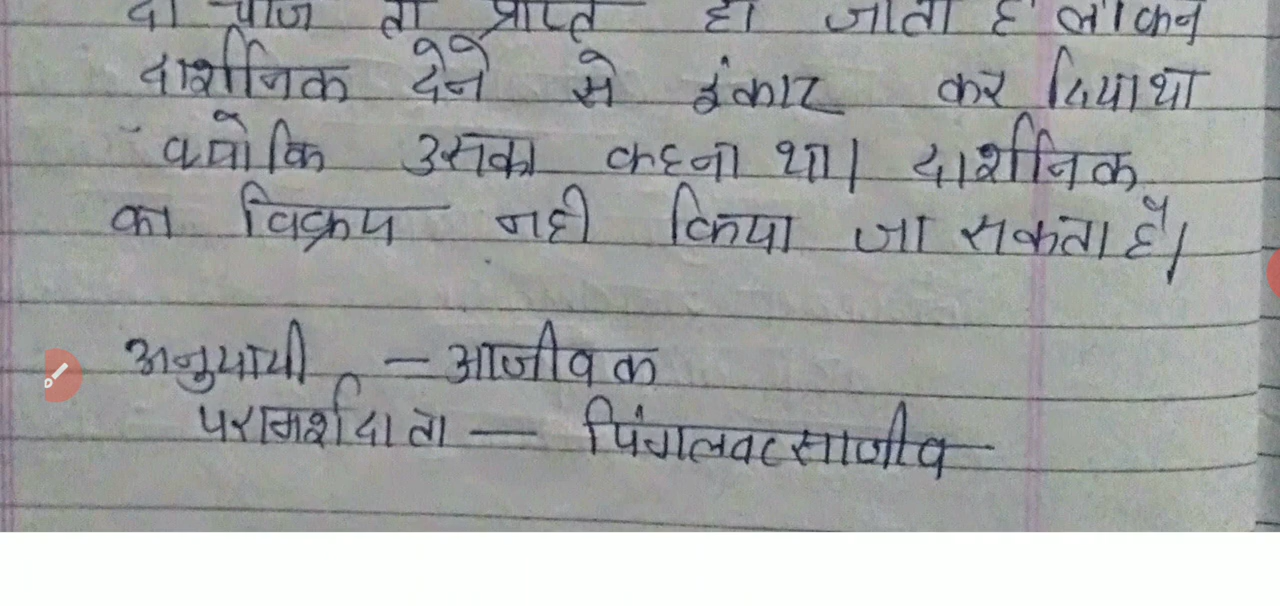 दो चीज तो प्राप्त हो जाता है लेकिन
दार्शनिक देने से इंकार कर दिया था
क्योकि उसका कहना था। दार्शनिक
का विक्रय नही किया जा सकता है।
अनुयायी – आजीवक
परामर्शदाता — पिंगलवत्साजीव